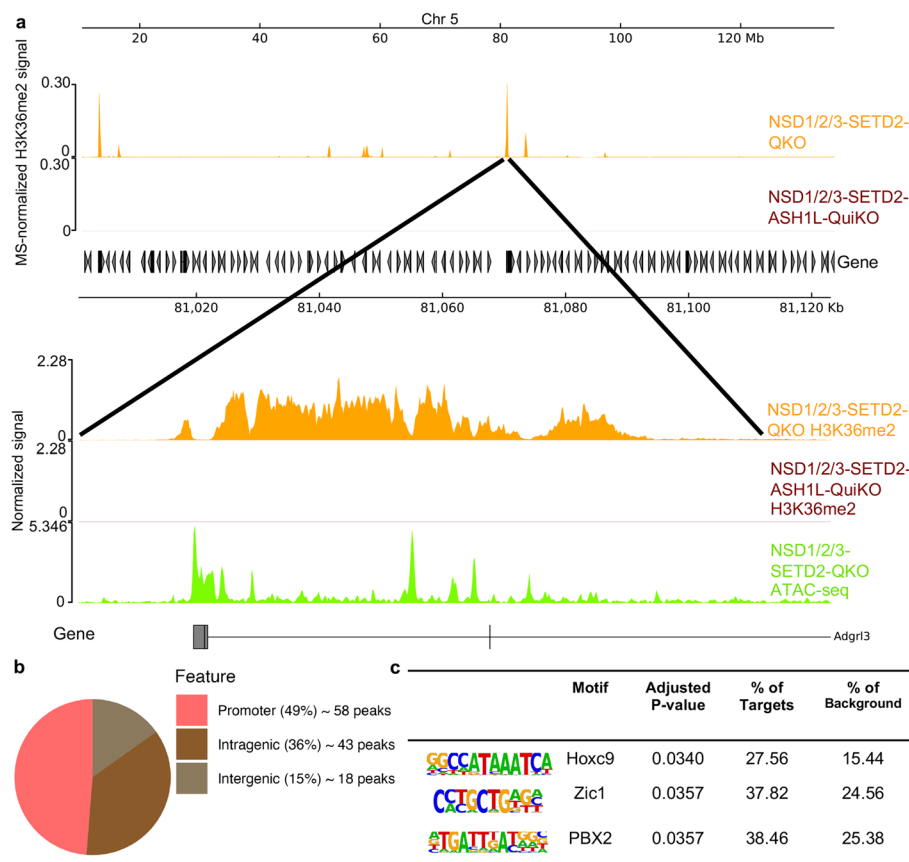 a
Chr 5
20 40 60 80 100 120 Mb
MS-normalized H3K36me2 signal
0.30
0
NSD1/2/3-SETD2-
QKO
0.30
0
NSD1/2/3-SETD2-
ASH1L-QuiKO
Gene
81,020 81,040 81,060 81,080 81,100 81,120 Kb
Normalized signal
2.28
0
NSD1/2/3-SETD2-
QKO H3K36me2
2.28
0
NSD1/2/3-SETD2-
ASH1L-QuiKO
H3K36me2
5.346
0
NSD1/2/3-
SETD2-QKO
ATAC-seq
Gene
Adgrl3
b
Feature
Promoter (49%) ~ 58 peaks
Intragenic (36%) ~ 43 peaks
Intergenic (15%) ~ 18 peaks
c
Motif Adjusted P-value % of Targets % of Background
GGCCATAAATCA Hoxc9 0.0340 27.56 15.44
Zic1 0.0357 37.82 24.56
PBX2 0.0357 38.46 25.38